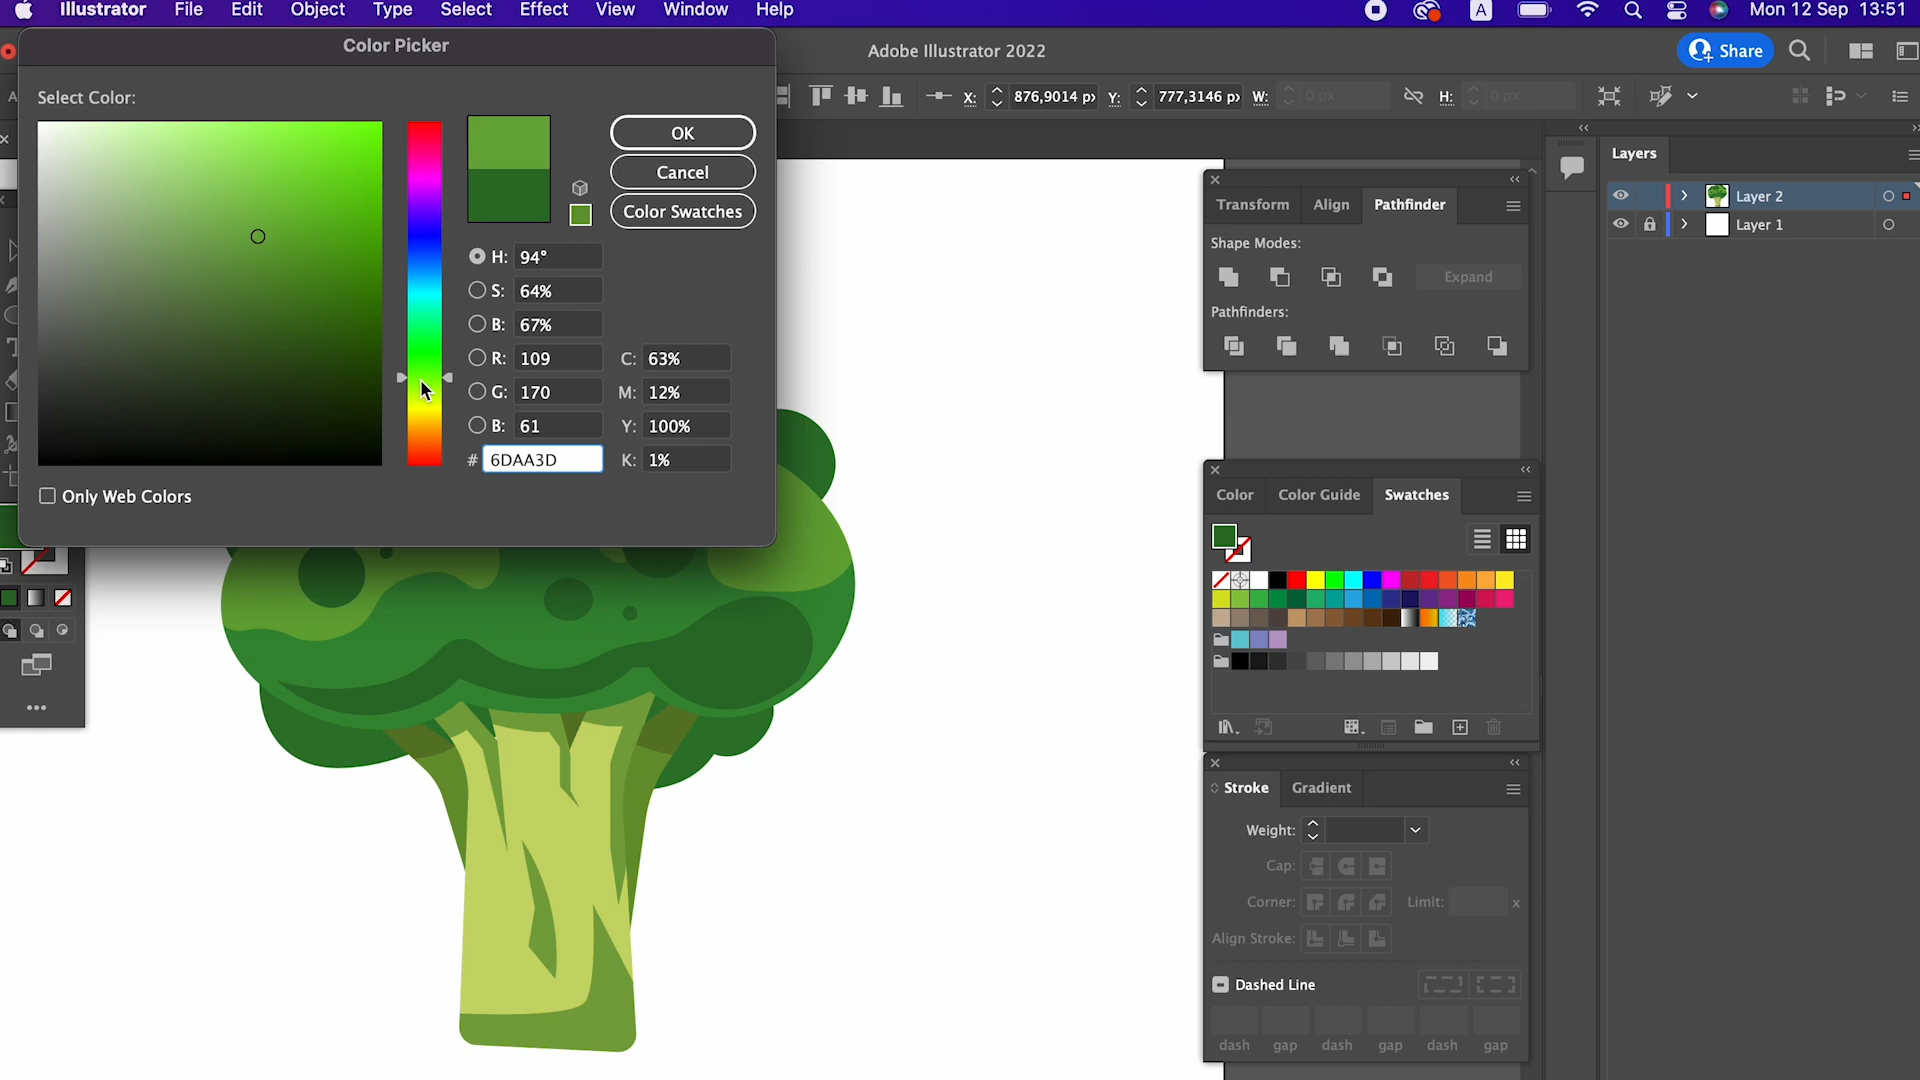 Illustrator File Edit Object Type Select Effect View Window Help A Mon 12 Sep 13:51
Color Picker
Adobe Illustrator 2022
Share
X: 876,9014 p Y: 777,3146 p W: 0 px H: 0 px
Select Color:
OK
Cancel
Color Swatches
H: 94°
S: 64%
B: 67%
R: 109 C: 63%
G: 170 M: 12%
B: 61 Y: 100%
# 6DAA3D K: 1%
Only Web Colors
Layers
Layer 2
Layer 1
Transform Align Pathfinder
Shape Modes:
Expand
Pathfinders:
Color Color Guide Swatches
Stroke Gradient
Weight:
Cap:
Corner: Limit: x
Align Stroke:
Dashed Line
dash gap dash gap dash gap